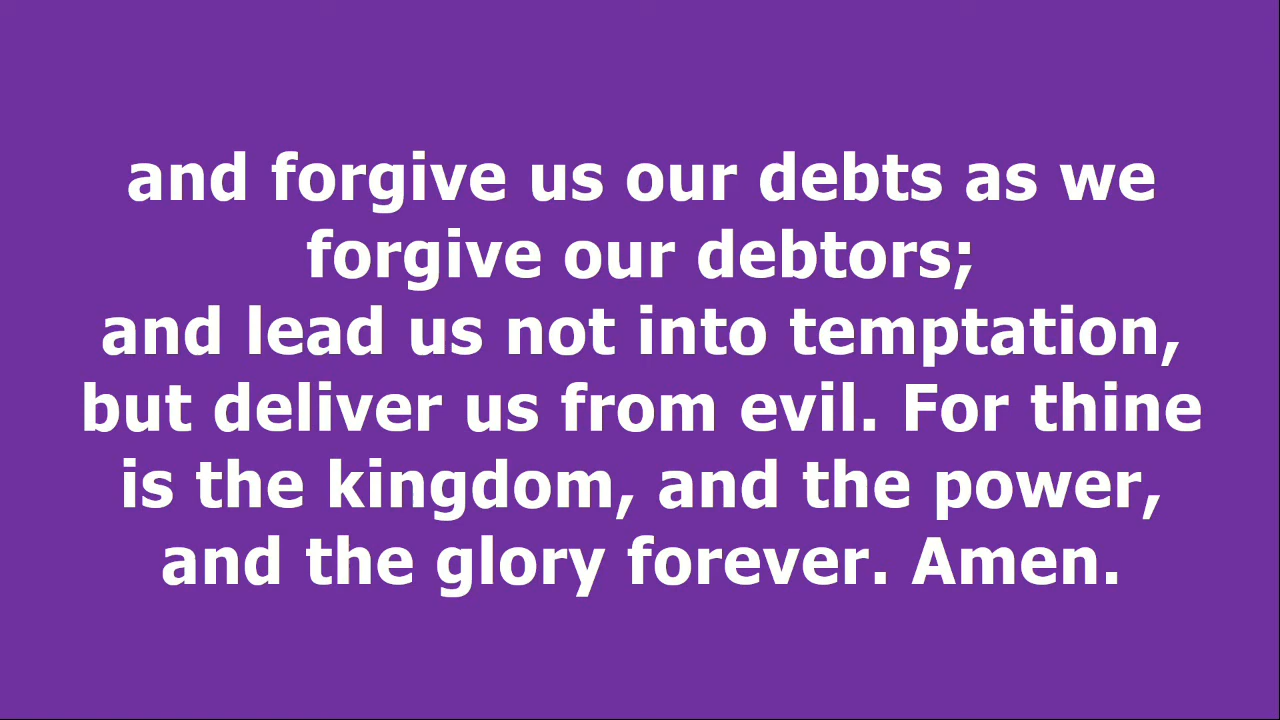 and forgive us our debts as we
forgive our debtors;
and lead us not into temptation,
but deliver us from evil. For thine
is the kingdom, and the power,
and the glory forever. Amen.